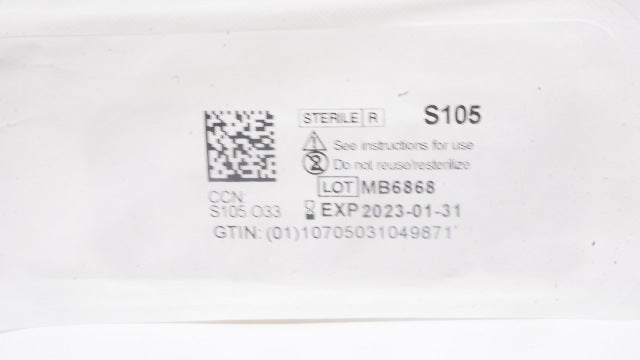 STERILE R S105
See instructions for use
Do not reuse/resterilize
LOT MB6868
CCN:
S105.O33
EXP 2023-01-31
GTIN: (01)10705031049871